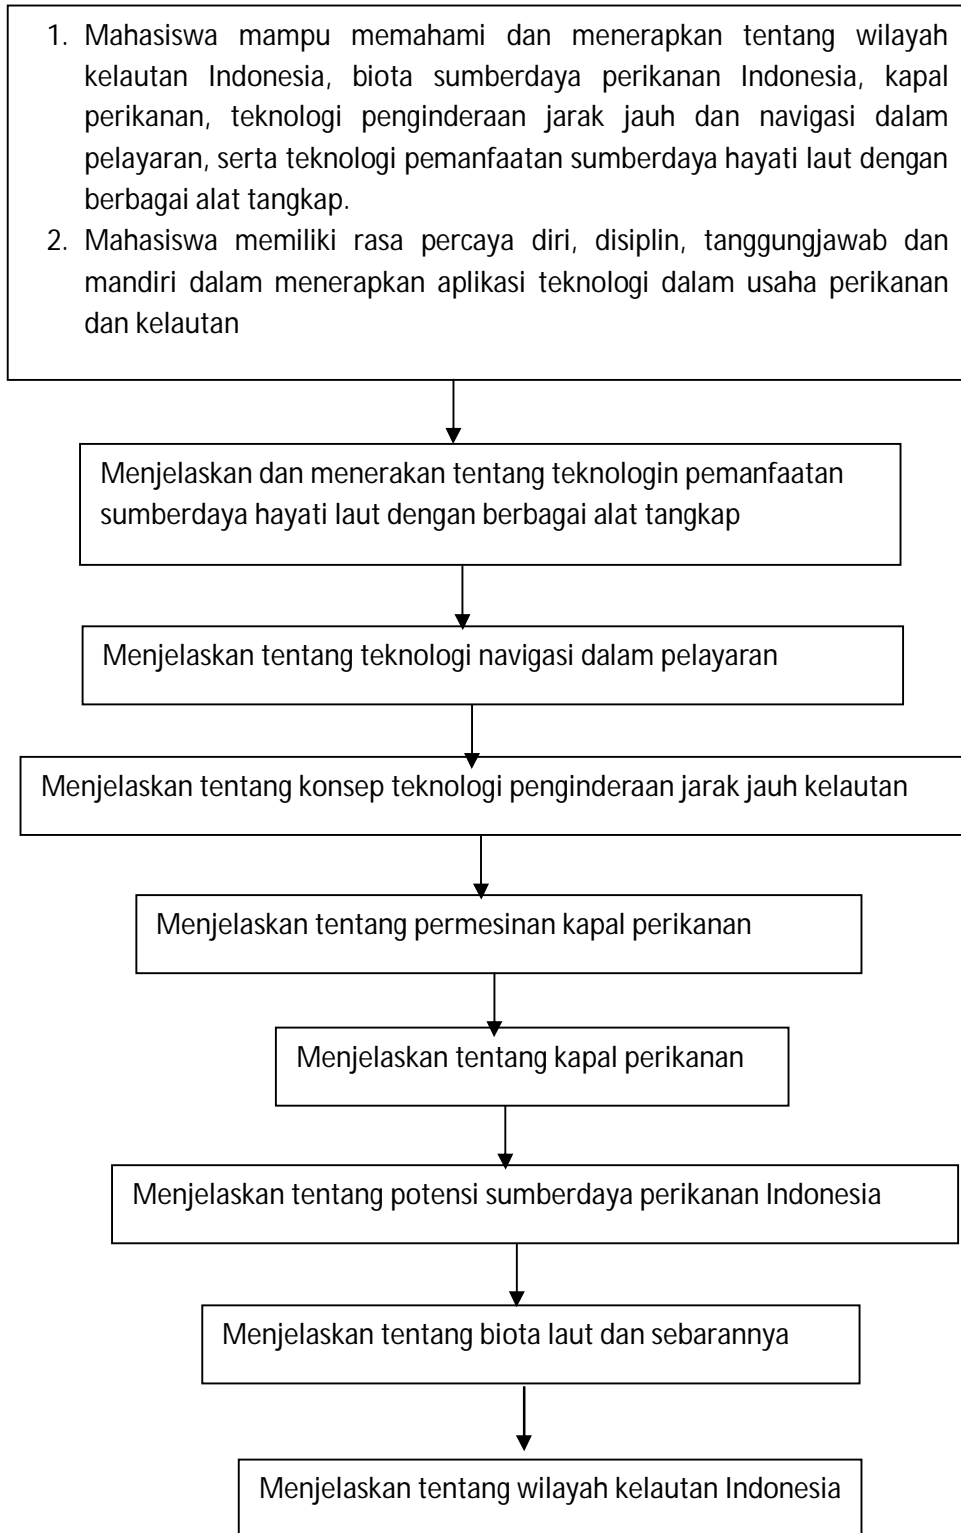 1. Mahasiswa mampu memahami dan menerapkan tentang wilayah
kelautan Indonesia, biota sumberdaya perikanan Indonesia, kapal
perikanan, teknologi penginderaan jarak jauh dan navigasi dalam
pelayaran, serta teknologi pemanfaatan sumberdaya hayati laut dengan
berbagai alat tangkap.
2. Mahasiswa memiliki rasa percaya diri, disiplin, tanggungjawab dan
mandiri dalam menerapkan aplikasi teknologi dalam usaha perikanan
dan kelautan
Menjelaskan dan menerakan tentang teknologin pemanfaatan
sumberdaya hayati laut dengan berbagai alat tangkap
Menjelaskan tentang teknologi navigasi dalam pelayaran
Menjelaskan tentang konsep teknologi penginderaan jarak jauh kelautan
Menjelaskan tentang permesinan kapal perikanan
Menjelaskan tentang kapal perikanan
Menjelaskan tentang potensi sumberdaya perikanan Indonesia
Menjelaskan tentang biota laut dan sebarannya
Menjelaskan tentang wilayah kelautan Indonesia